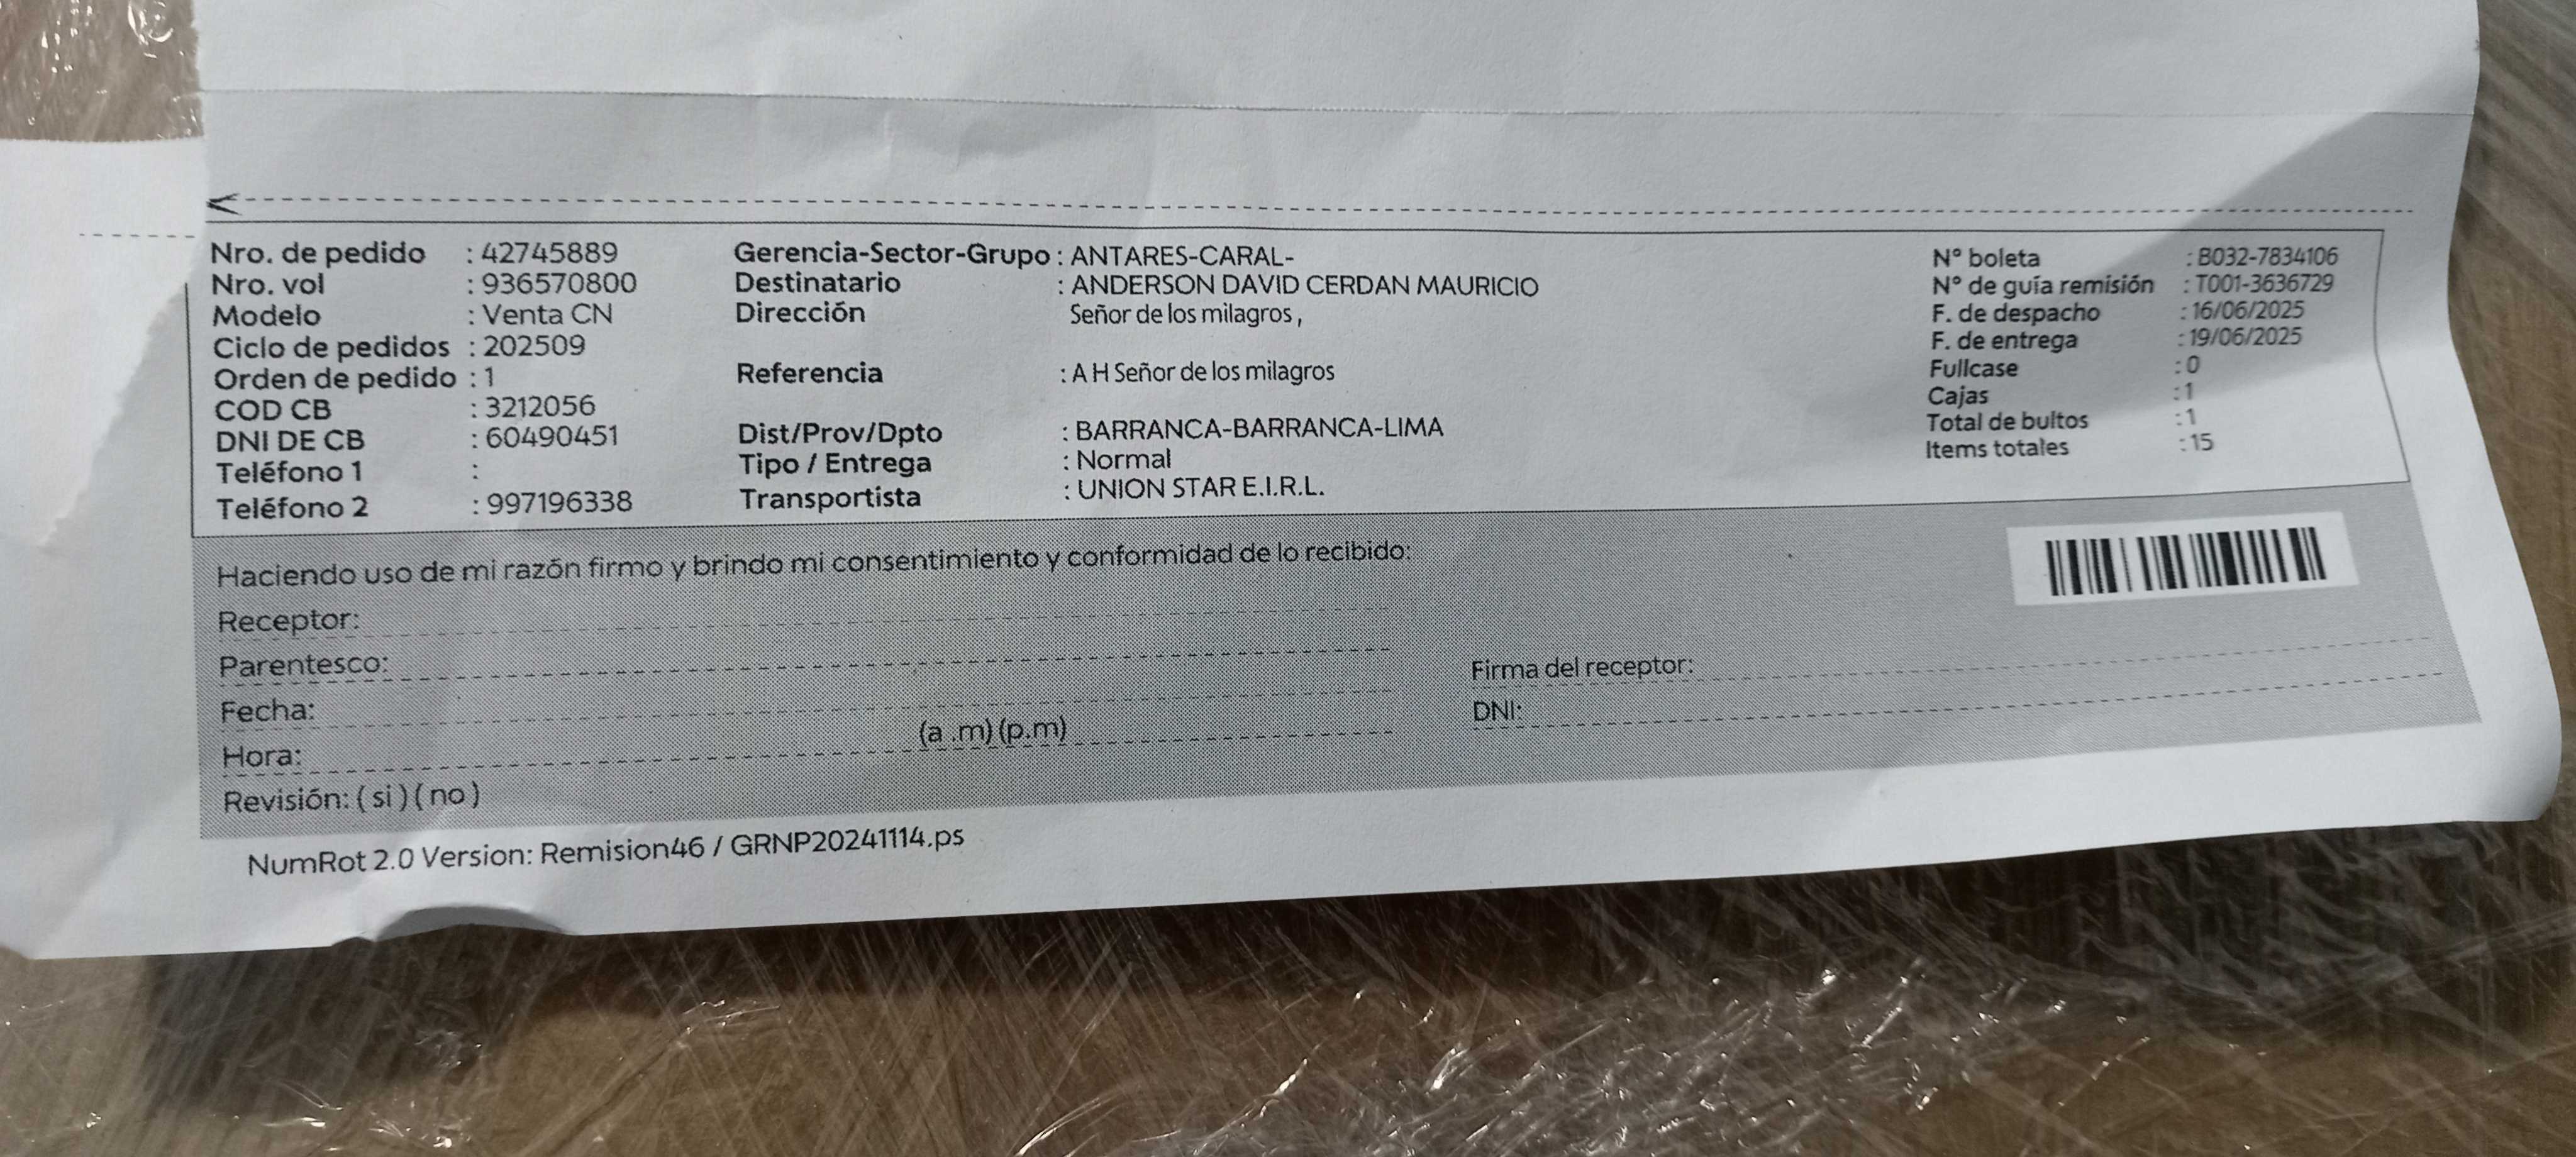 Nro. de pedido : 42745889
Nro. vol : 936570800
Modelo : Venta CN
Ciclo de pedidos : 202509
Orden de pedido : 1
COD CB : 3212056
DNI DE CB : 60490451
Teléfono 1 :
Teléfono 2 : 997196338
Gerencia-Sector-Grupo : ANTARES-CARAL-
Destinatario : ANDERSON DAVID CERDAN MAURICIO
Dirección Señor de los milagros ,
Referencia : A H Señor de los milagros
Dist/Prov/Dpto : BARRANCA-BARRANCA-LIMA
Tipo / Entrega : Normal
Transportista : UNION STAR E.I.R.L.
N° boleta : B032-7834106
N° de guía remisión : T001-3636729
F. de despacho : 16/06/2025
F. de entrega : 19/06/2025
Fullcase : 0
Cajas : 1
Total de bultos : 1
Items totales : 15
Haciendo uso de mi razón firmo y brindo mi consentimiento y conformidad de lo recibido:
Receptor:
Parentesco:
Fecha:
Hora: (a .m) (p.m)
Revisión: ( si ) ( no )
Firma del receptor:
DNI:
NumRot 2.0 Version: Remision46 / GRNP20241114.ps